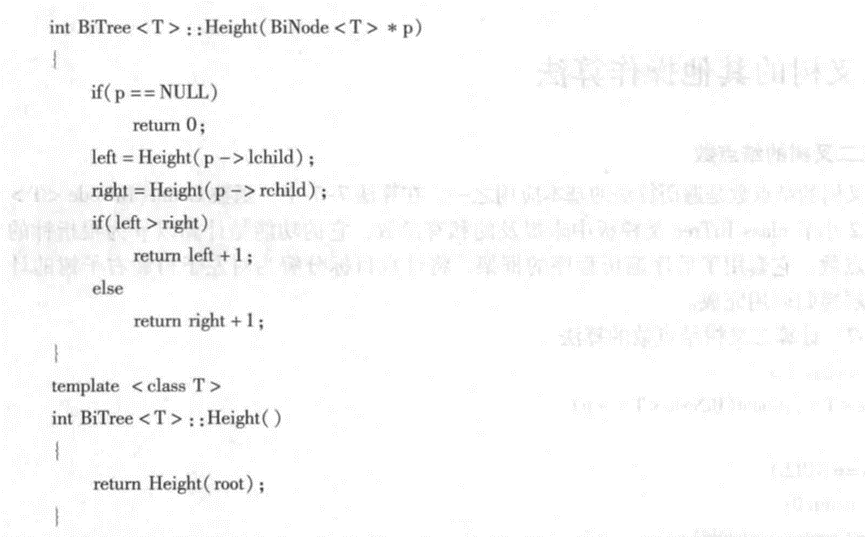 int BiTree <T> ::Height( BiNode <T> * p)
{
if( p == NULL)
return 0;
left = Height( p -> lchild) ;
right = Height( p -> rchild) ;
if( left > right)
return left + 1;
else
return right + 1;
}
template <class T>
int BiTree <T> ::Height( )
{
return Height( root) ;
}